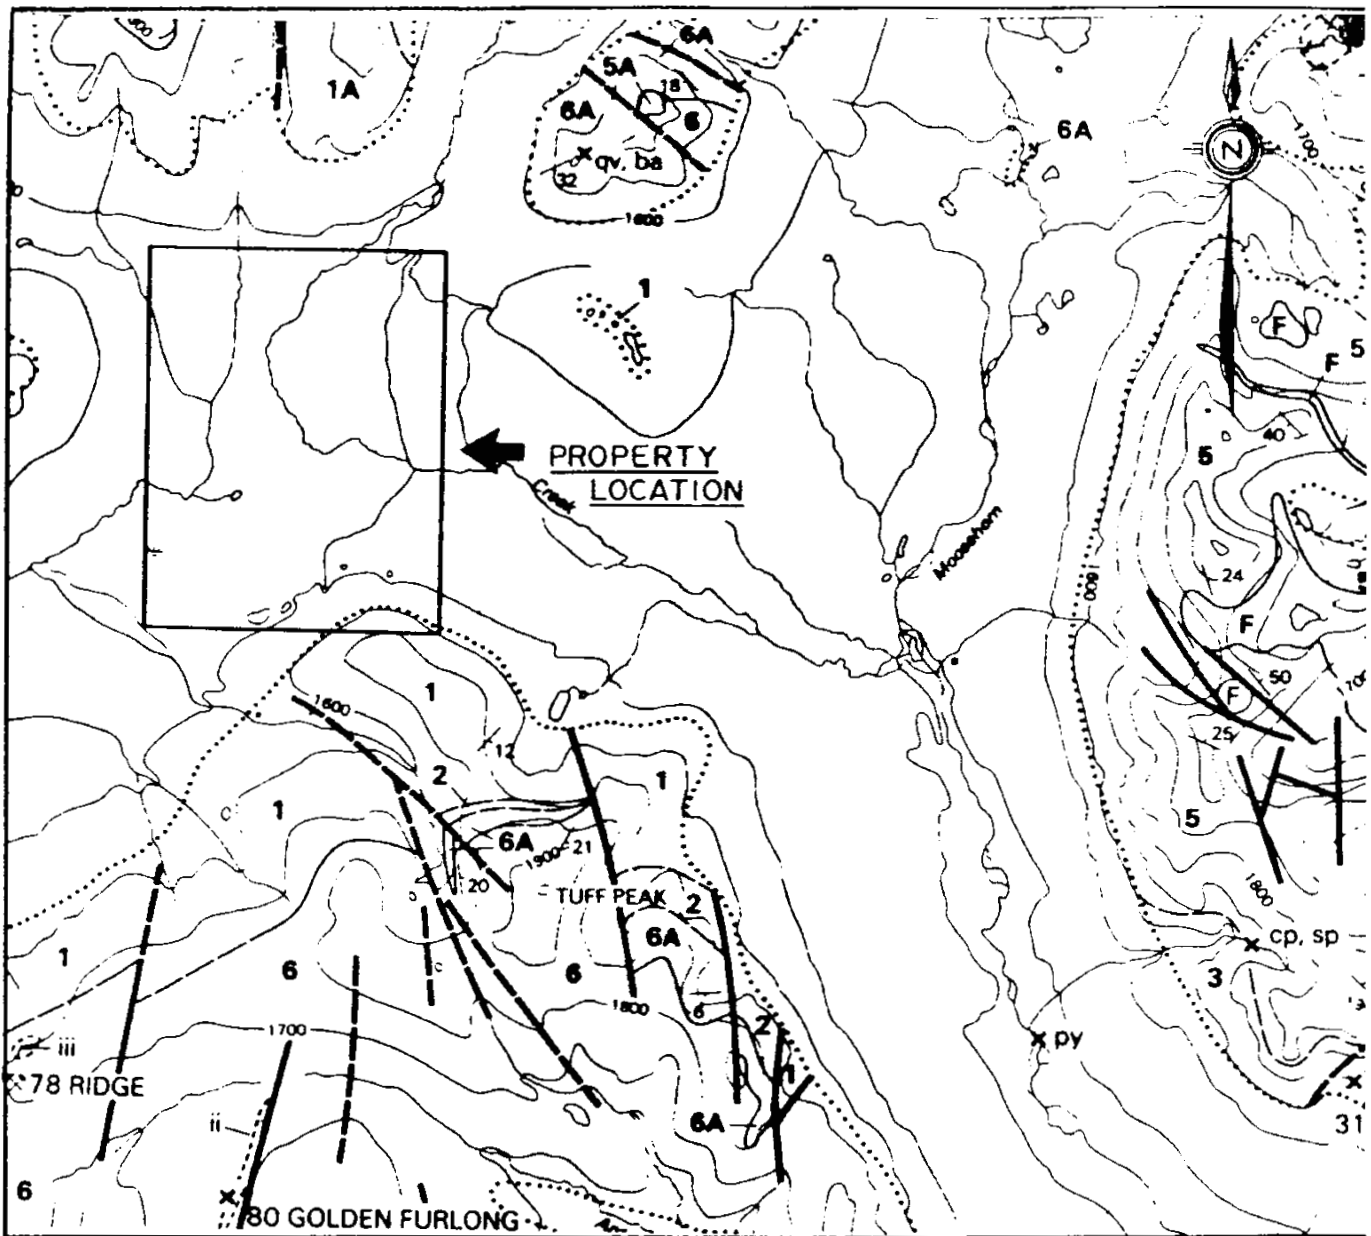 6A
5A
18
1A
6A
6
6A
N
1700
qv, ba
32
1600
1
F
5
F
PROPERTY
LOCATION
40
5
Creek
Moosehorn
24
1600
F
1
1600
50
F
12
25
2
1
1
5
6A
21
1900
20
1800
TUFF PEAK
2
6A
cp, sp
1
6
6
3
1800
6
1700
2
py
iii
78 RIDGE
1
ii
6A
31
6
80 GOLDEN FURLONG